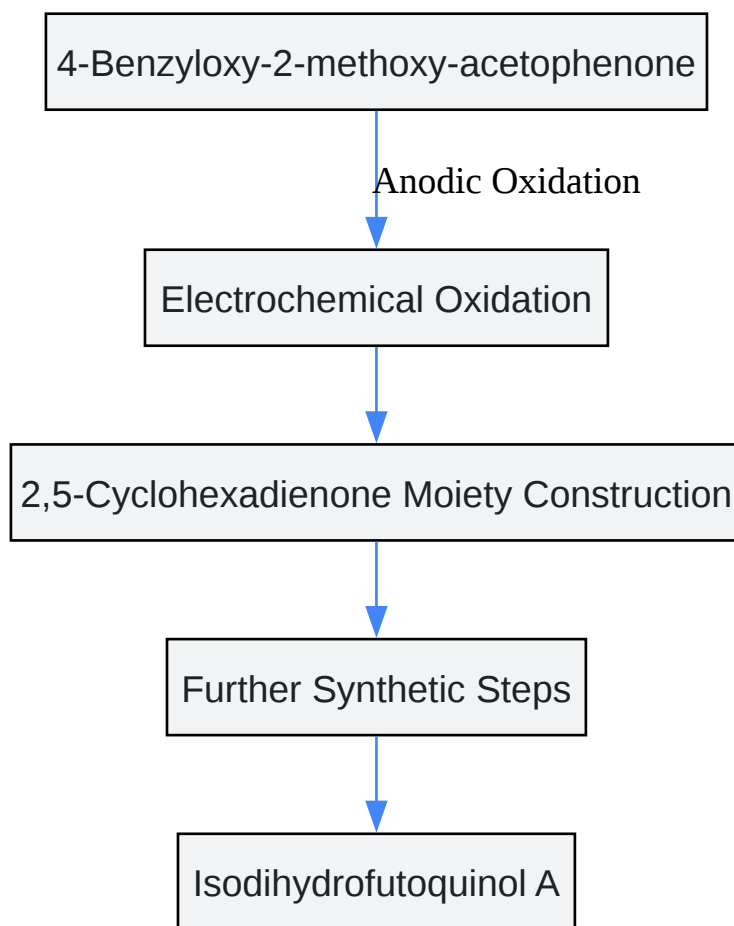 4-Benzyloxy-2-methoxy-acetophenone
Anodic Oxidation
Electrochemical Oxidation
2,5-Cyclohexadienone Moiety Construction
Further Synthetic Steps
Isodihydrofutoquinol A